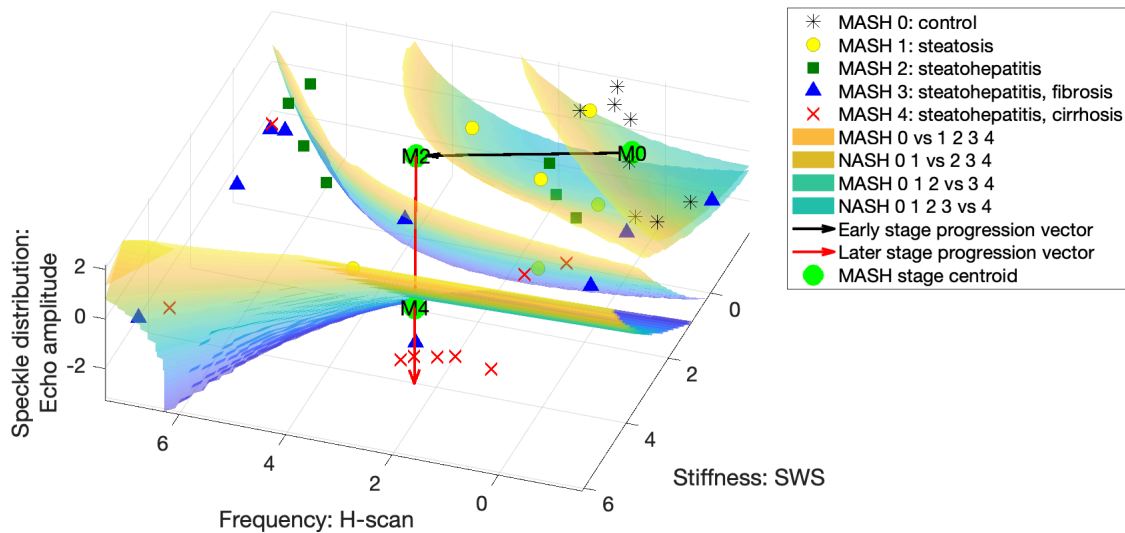 MASH 0: control
MASH 1: steatosis
MASH 2: steatohepatitis
MASH 3: steatohepatitis, fibrosis
MASH 4: steatohepatitis, cirrhosis
MASH 0 vs 1 2 3 4
NASH 0 1 vs 2 3 4
MASH 0 1 2 vs 3 4
NASH 0 1 2 3 vs 4
Early stage progression vector
Later stage progression vector
MASH stage centroid
M2
M0
M4
Speckle distribution:
Echo amplitude
2
0
-2
6
4
2
0
Frequency: H-scan
0
2
4
6
Stiffness: SWS